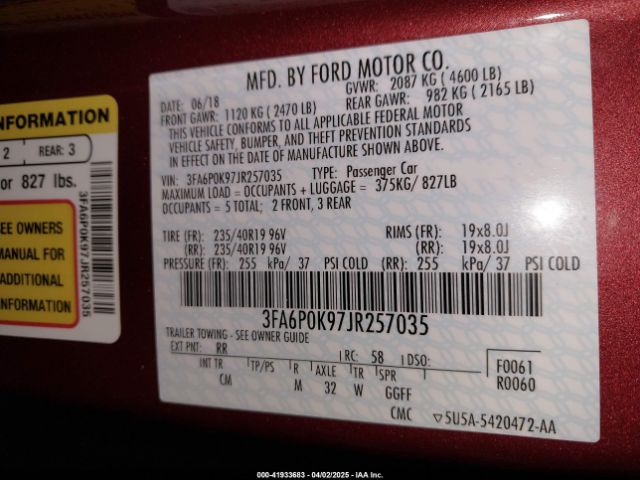 MFD. BY FORD MOTOR CO.
DATE: 06/18 GVWR: 2087 KG ( 4600 LB)
FRONT GAWR: 1120 KG ( 2470 LB) REAR GAWR: 982 KG ( 2165 LB)
THIS VEHICLE CONFORMS TO ALL APPLICABLE FEDERAL MOTOR
VEHICLE SAFETY, BUMPER, AND THEFT PREVENTION STANDARDS
IN EFFECT ON THE DATE OF MANUFACTURE SHOWN ABOVE.
VIN: 3FA6P0K97JR257035 TYPE: Passenger Car
MAXIMUM LOAD = OCCUPANTS + LUGGAGE = 375KG/ 827LB
OCCUPANTS = 5 TOTAL; 2 FRONT, 3 REAR
TIRE (FR): 235/40R19 96V RIMS (FR): 19x8.0J
(RR): 235/40R19 96V (RR): 19x8.0J
PRESSURE (FR): 255 kPa/ 37 PSI COLD (RR): 255 kPa/ 37 PSI COLD
3FA6P0K97JR257035
TRAILER TOWING - SEE OWNER GUIDE
EXT PNT: RR RC: 58 DSO: F0061
INT TR TP/PS R AXLE TR SPR R0060
CM M 32 W GGFF
CMC 5U5A-5420472-AA
INFORMATION
2 REAR: 3
or 827 lbs.
SEE OWNERS
MANUAL FOR
ADDITIONAL
INFORMATION
3FA6P0K97JR257035
000-41933683 - 04/02/2025 - IAA Inc.